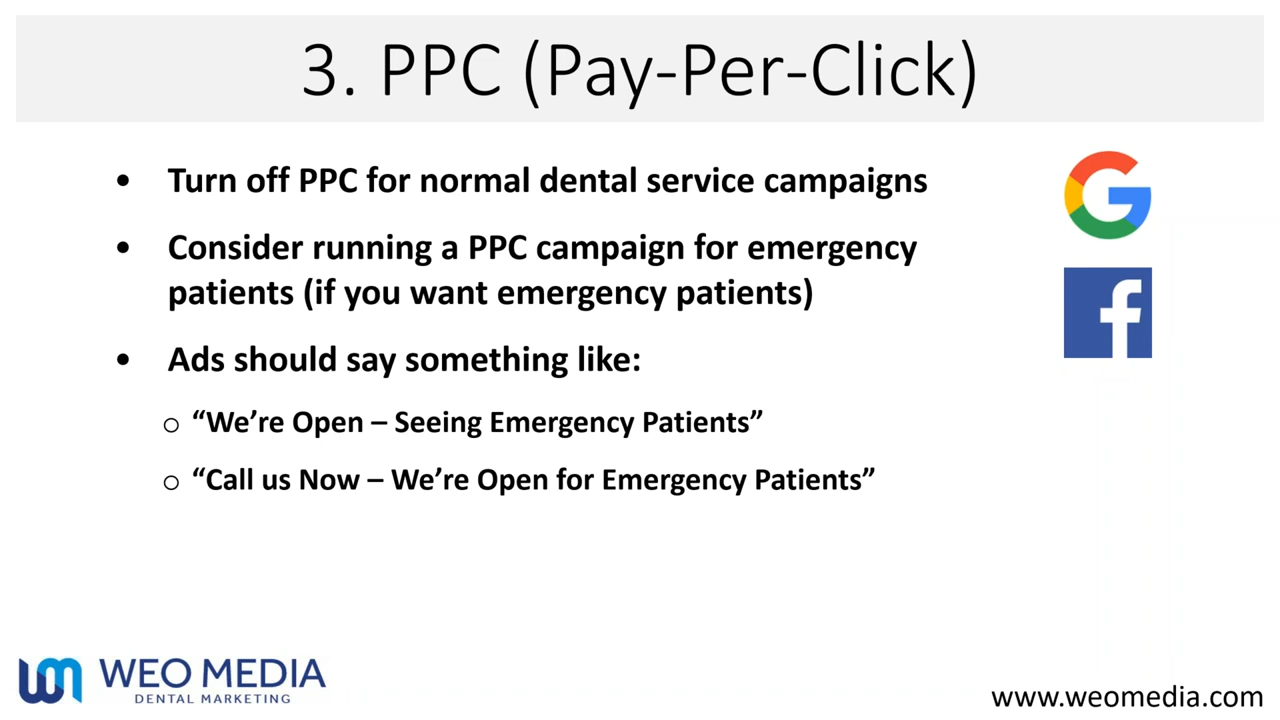 3. PPC (Pay-Per-Click)
• Turn off PPC for normal dental service campaigns
• Consider running a PPC campaign for emergency
patients (if you want emergency patients)
• Ads should say something like:
o “We’re Open – Seeing Emergency Patients”
o “Call us Now – We’re Open for Emergency Patients”
WEO MEDIA
DENTAL MARKETING
www.weomedia.com